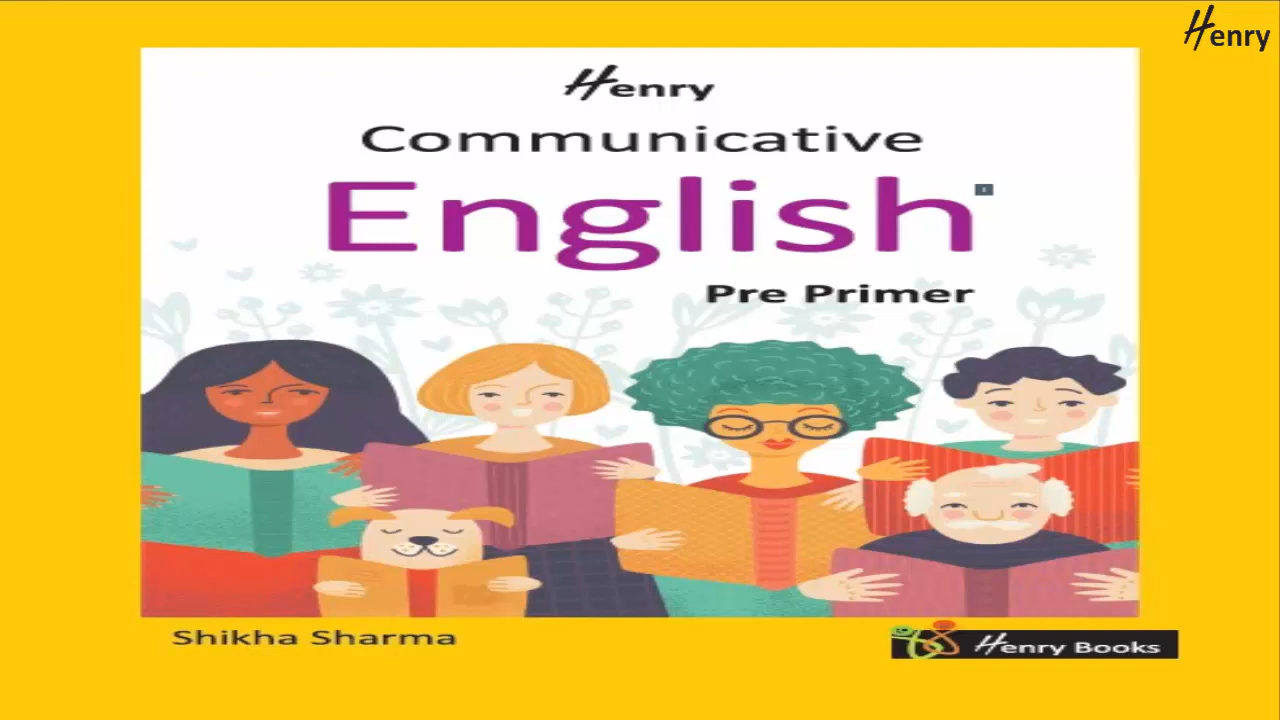 Henry
Henry
Communicative
English
Pre Primer
Shikha Sharma
Henry Books